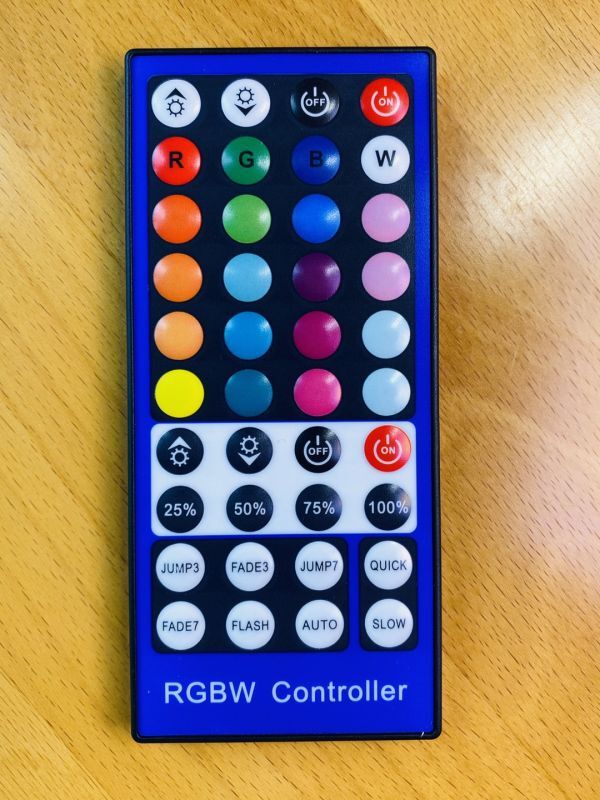 OFF ON
R G B W
OFF ON
25% 50% 75% 100%
JUMP3 FADE3 JUMP7 QUICK
FADE7 FLASH AUTO SLOW
RGBW Controller